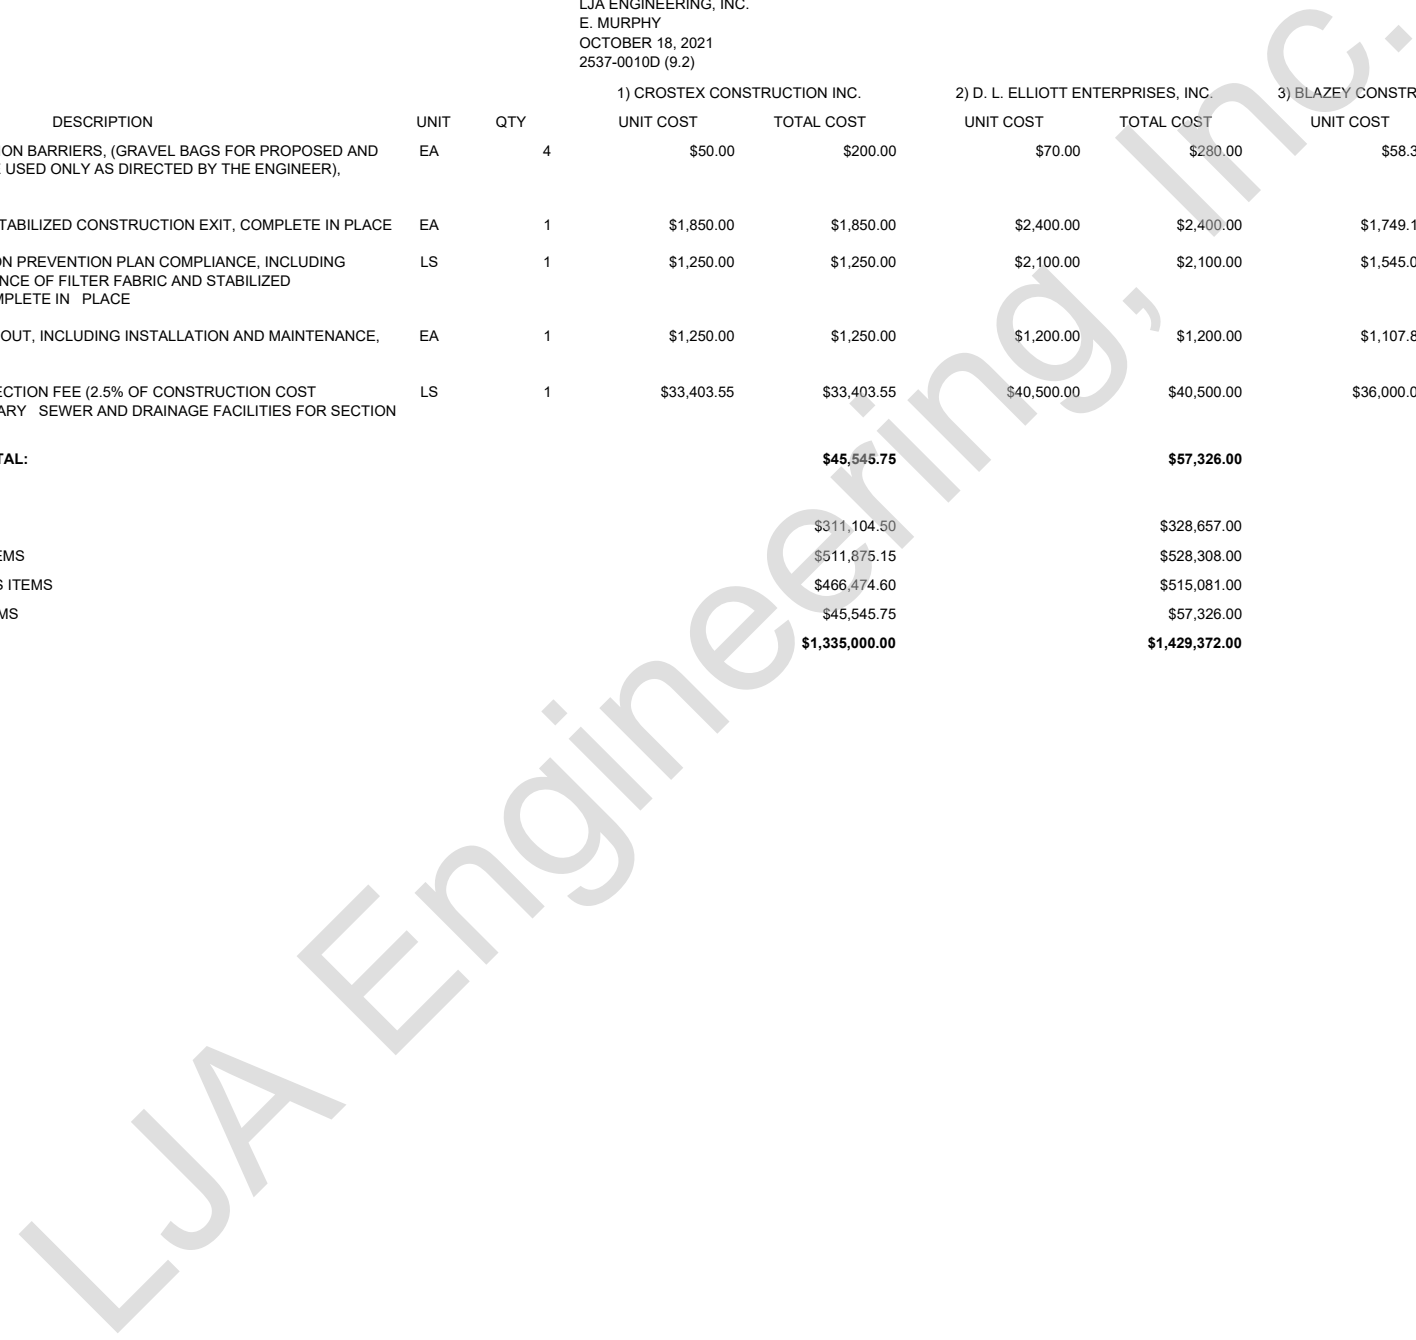 LJA ENGINEERING, INC.
E. MURPHY
OCTOBER 18, 2021
2537-0010D (9.2)
1) CROSTEX CONSTRUCTION INC. 2) D. L. ELLIOTT ENTERPRISES, INC. 3) BLAZEY CONSTR
DESCRIPTION UNIT QTY UNIT COST TOTAL COST UNIT COST TOTAL COST UNIT COST
ON BARRIERS, (GRAVEL BAGS FOR PROPOSED AND EA 4 $50.00 $200.00 $70.00 $280.00 $58.3
USED ONLY AS DIRECTED BY THE ENGINEER),
TABILIZED CONSTRUCTION EXIT, COMPLETE IN PLACE EA 1 $1,850.00 $1,850.00 $2,400.00 $2,400.00 $1,749.1
ON PREVENTION PLAN COMPLIANCE, INCLUDING LS 1 $1,250.00 $1,250.00 $2,100.00 $2,100.00 $1,545.0
NCE OF FILTER FABRIC AND STABILIZED
MPLETE IN PLACE
OUT, INCLUDING INSTALLATION AND MAINTENANCE, EA 1 $1,250.00 $1,250.00 $1,200.00 $1,200.00 $1,107.8
ECTION FEE (2.5% OF CONSTRUCTION COST LS 1 $33,403.55 $33,403.55 $40,500.00 $40,500.00 $36,000.0
ARY SEWER AND DRAINAGE FACILITIES FOR SECTION
TAL: $45,545.75 $57,326.00
$311,104.50 $328,657.00
EMS $511,875.15 $528,308.00
S ITEMS $466,474.60 $515,081.00
MS $45,545.75 $57,326.00
$1,335,000.00 $1,429,372.00
LJA Engineering, Inc.